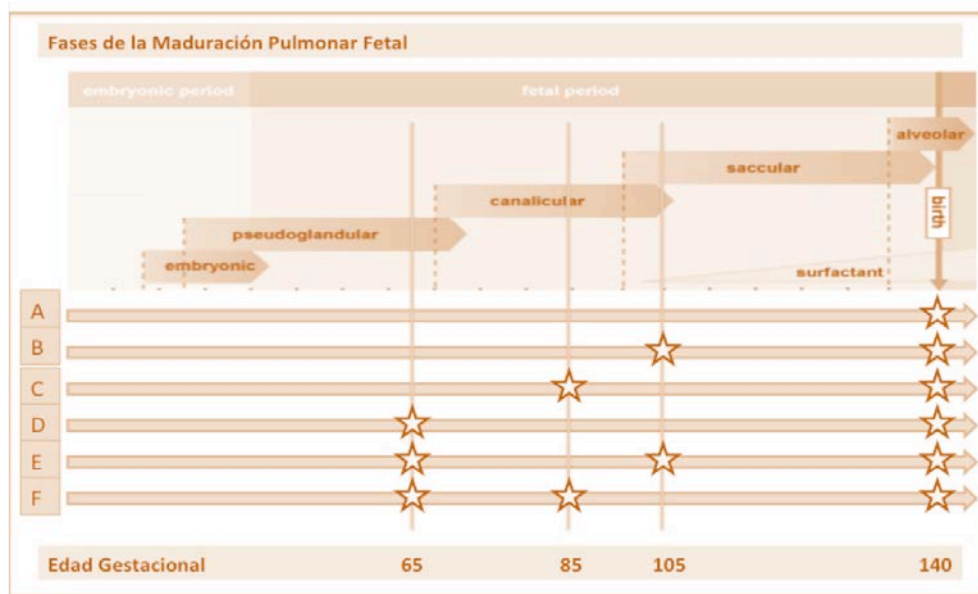 Fases de la Maduración Pulmonar Fetal
embryonic period fetal period
alveolar
saccular
canalicular
birth
pseudoglandular
embryonic
surfactant
A
B
C
D
E
F
Edad Gestacional 65 85 105 140